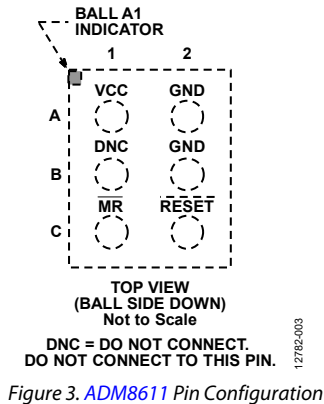 BALL A1
INDICATOR
1 2
VCC GND
A
DNC GND
B
MR RESET
C
TOP VIEW
(BALL SIDE DOWN)
Not to Scale
DNC = DO NOT CONNECT.
DO NOT CONNECT TO THIS PIN.
12782-003
Figure 3. ADM8611 Pin Configuration